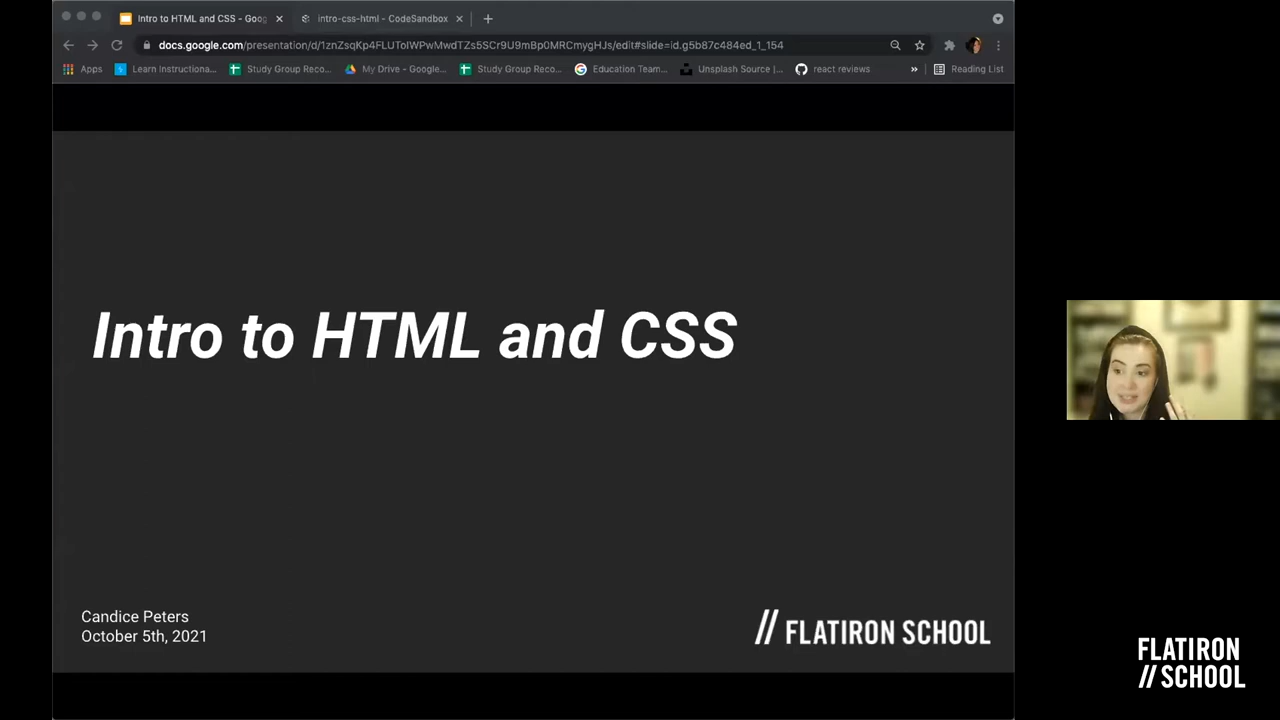 Intro to HTML and CSS - Goog
intro-css-html - CodeSandbox
docs.google.com/presentation/d/1znZsqKp4FLUTolWPwMwdTZs5SCr9U9mBp0MRCmygHJs/edit#slide=id.g5b87c484ed_1_154
Apps
Learn Instructiona...
Study Group Reco...
My Drive - Google...
Study Group Reco...
Education Team...
Unsplash Source |...
react reviews
»
Reading List
Intro to HTML and CSS
Candice Peters
October 5th, 2021
// FLATIRON SCHOOL
FLATIRON
// SCHOOL